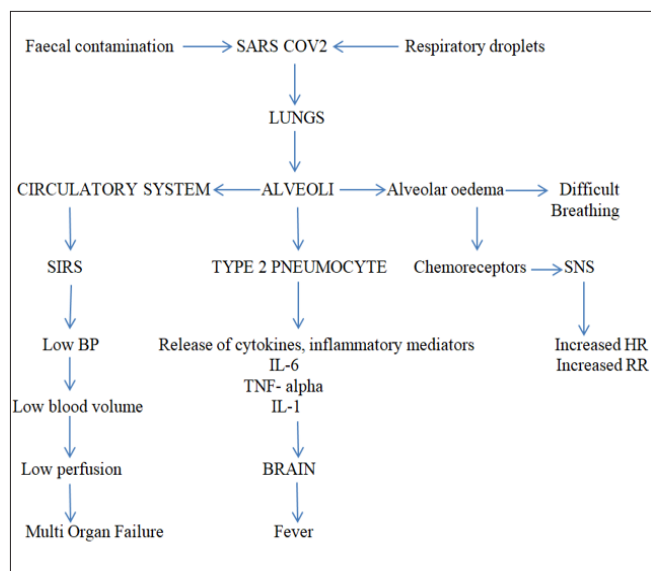 Faecal contamination SARS COV2 Respiratory droplets
LUNGS
CIRCULATORY SYSTEM ALVEOLI Alveolar oedema Difficult
Breathing
SIRS TYPE 2 PNEUMOCYTE Chemoreceptors SNS
Low BP Release of cytokines, inflammatory mediators Increased HR
IL-6 Increased RR
TNF- alpha
Low blood volume IL-1
Low perfusion BRAIN
Multi Organ Failure Fever